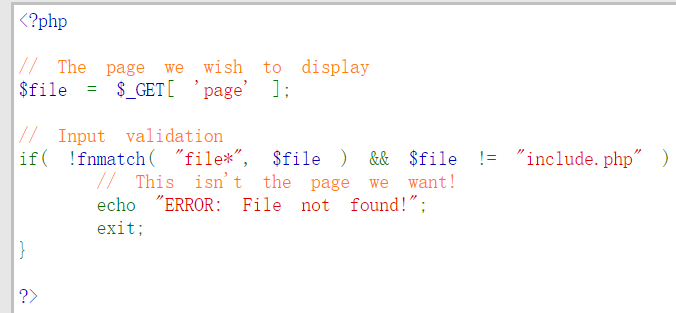 <?php
// The page we wish to display
$file = $_GET[ 'page' ];
// Input validation
if( !fnmatch( "file*", $file ) && $file != "include.php" )
// This isn't the page we want!
echo "ERROR: File not found!";
exit;
}
?>